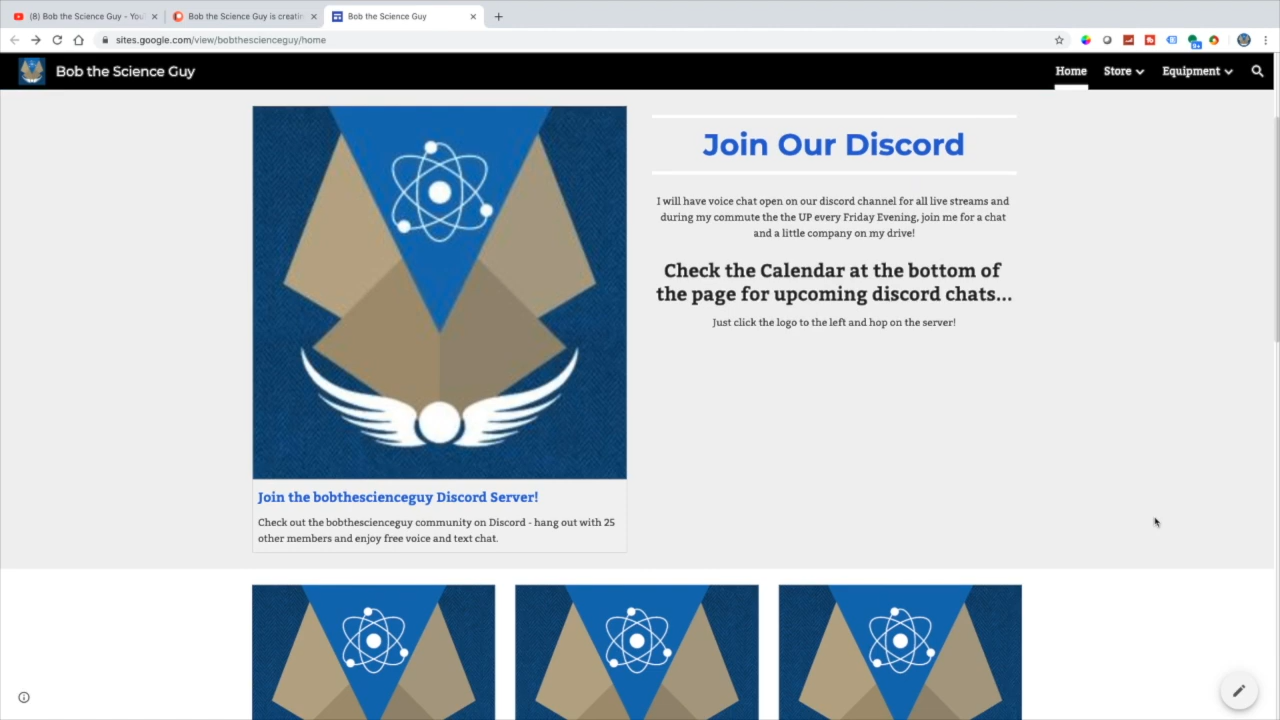 (8) Bob the Science Guy - You
Bob the Science Guy is creatin
Bob the Science Guy
sites.google.com/view/bobthescienceguy/home
Bob the Science Guy
Home
Store
Equipment
Join Our Discord
I will have voice chat open on our discord channel for all live streams and
during my commute the the UP every Friday Evening, join me for a chat
and a little company on my drive!
Check the Calendar at the bottom of
the page for upcoming discord chats...
Just click the logo to the left and hop on the server!
Join the bobthescienceguy Discord Server!
Check out the bobthescienceguy community on Discord - hang out with 25
other members and enjoy free voice and text chat.